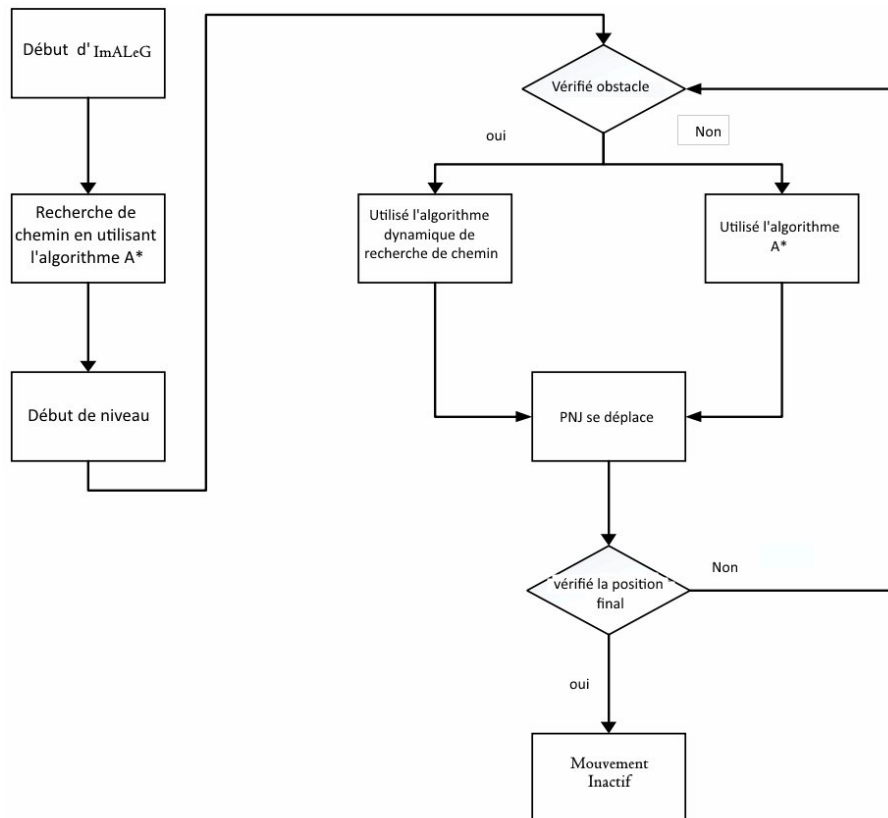 Début d' ImALeG
Recherche de
chemin en utilisant
l'algorithme A*
Début de niveau
Vérifié obstacle
oui
Non
Utilisé l'algorithme
dynamique de
recherche de chemin
Utilisé l'algorithme
A*
PNJ se déplace
vérifié la position
final
Non
oui
Mouvement
Inactif